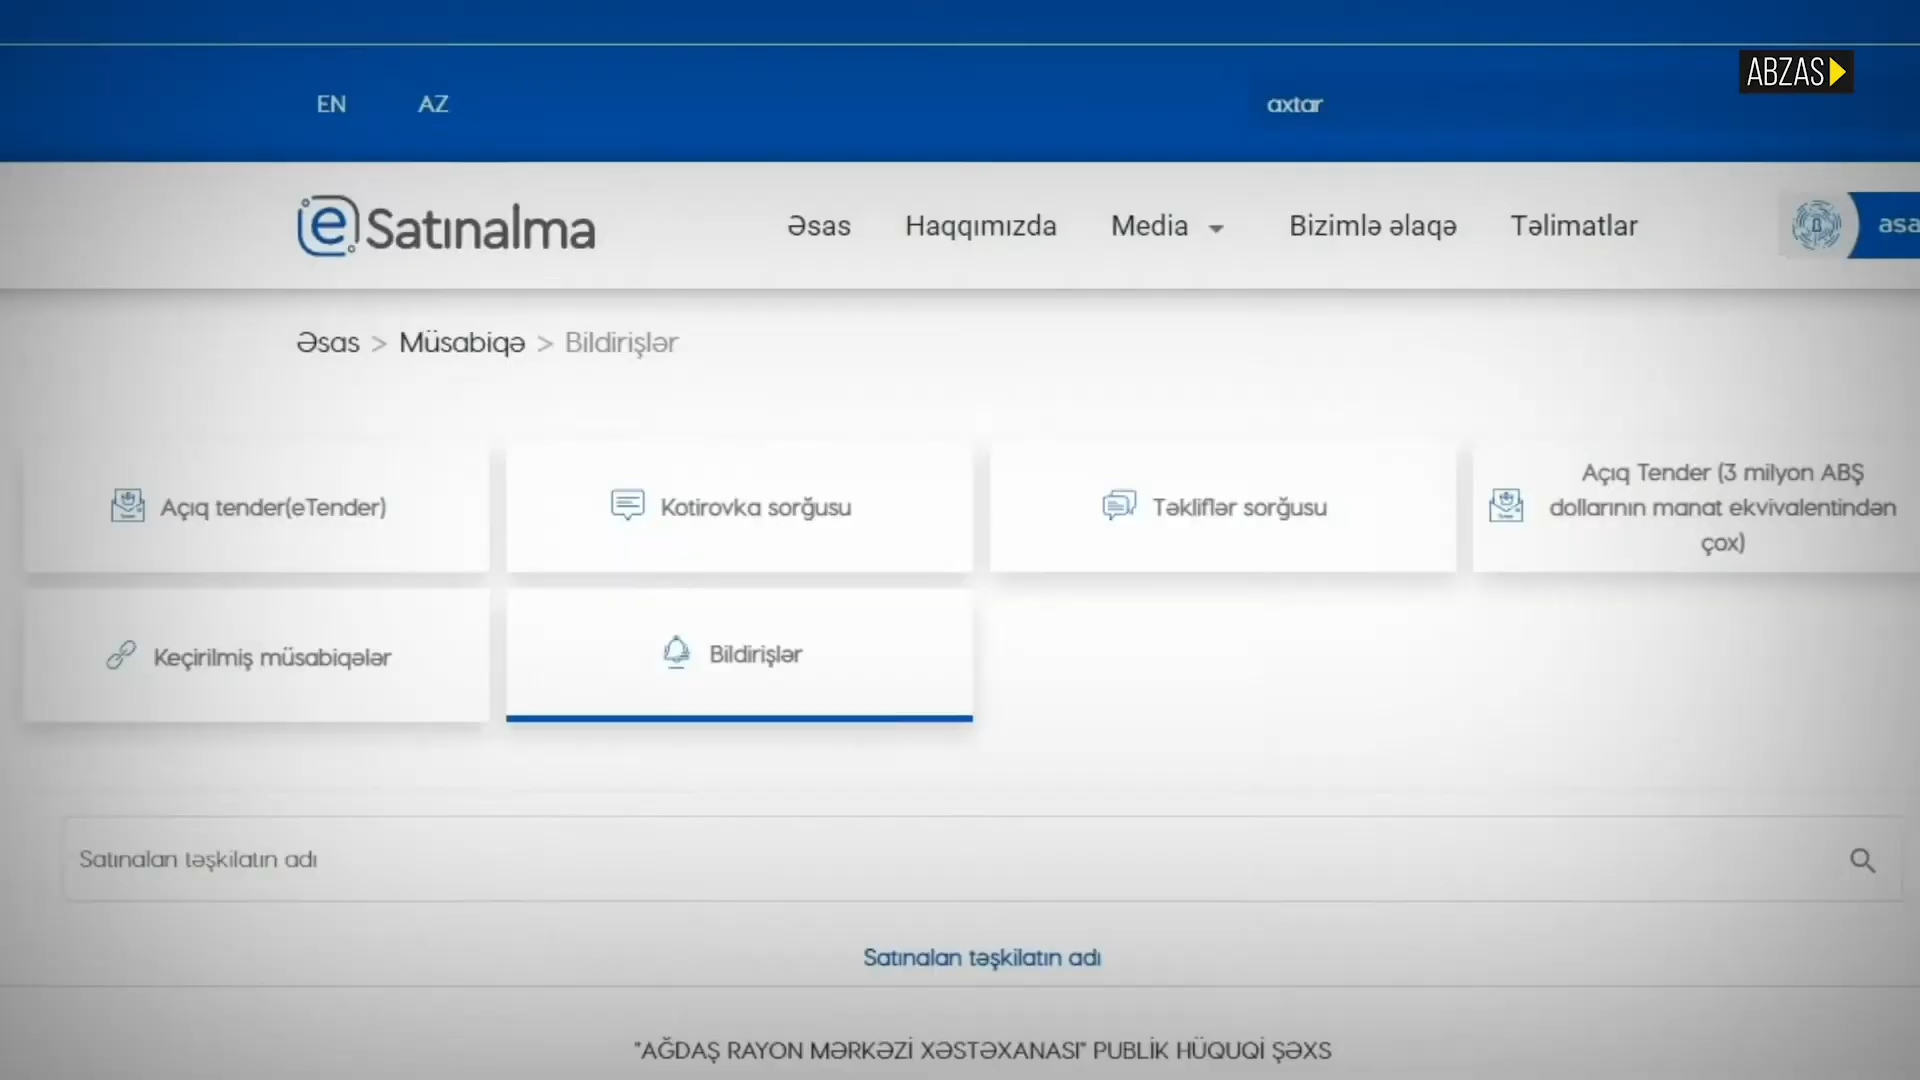 ABZAS
EN
AZ
axtar
e Satınalma
Əsas
Haqqımızda
Media
Bizimlə əlaqə
Təlimatlar
Əsas > Müsabiqə > Bildirişlər
Açıq tender(eTender)
Kotirovka sorğusu
Təkliflər sorğusu
Açıq Tender (3 milyon ABŞ
dollarının manat ekvivalentindən
çox)
Keçirilmiş müsabiqələr
Bildirişlər
Satınalan təşkilatın adı
Satınalan təşkilatın adı
"AĞDAŞ RAYON MƏRKƏZİ XƏSTƏXANASI" PUBLİK HÜQUQİ ŞƏXS